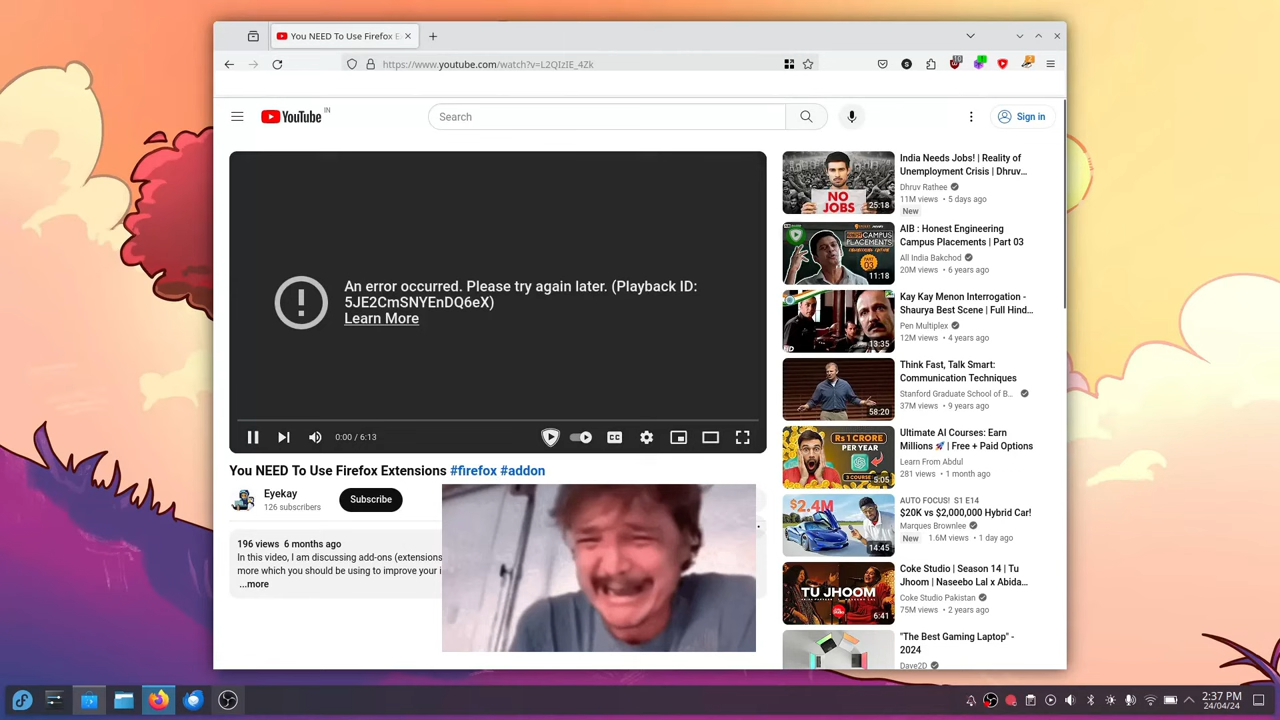 You NEED To Use Firefox E
https://www.youtube.com/watch?v=L2QIzIE_4Zk
YouTube IN
Search
Sign in
An error occurred. Please try again later. (Playback ID:
5JE2CmSNYEnDQ6eX)
Learn More
0:00 / 6:13
You NEED To Use Firefox Extensions #firefox #addon
Eyekay
126 subscribers
Subscribe
196 views 6 months ago
In this video, I am discussing add-ons (extensions
more which you should be using to improve your i
...more
NO
JOBS
25:18
India Needs Jobs! | Reality of
Unemployment Crisis | Dhruv...
Dhruv Rathee
11M views • 5 days ago
New
CAMPUS
PLACEMENTS
PART
03
11:18
AIB : Honest Engineering
Campus Placements | Part 03
All India Bakchod
20M views • 6 years ago
HD
13:35
Kay Kay Menon Interrogation -
Shaurya Best Scene | Full Hind...
Pen Multiplex
12M views • 4 years ago
58:20
Think Fast, Talk Smart:
Communication Techniques
Stanford Graduate School of B...
37M views • 9 years ago
Rs 1 CRORE
PER YEAR
3 COURSE
5:05
Ultimate AI Courses: Earn
Millions 🚀 | Free + Paid Options
Learn From Abdul
281 views • 1 month ago
$2.4M
14:45
AUTO FOCUS! S1 E14
$20K vs $2,000,000 Hybrid Car!
Marques Brownlee
New 1.6M views • 1 day ago
TU JHOOM
6:41
Coke Studio | Season 14 | Tu
Jhoom | Naseebo Lal x Abida...
Coke Studio Pakistan
75M views • 2 years ago
"The Best Gaming Laptop" -
2024
Dave2D
2:37 PM
24/04/24